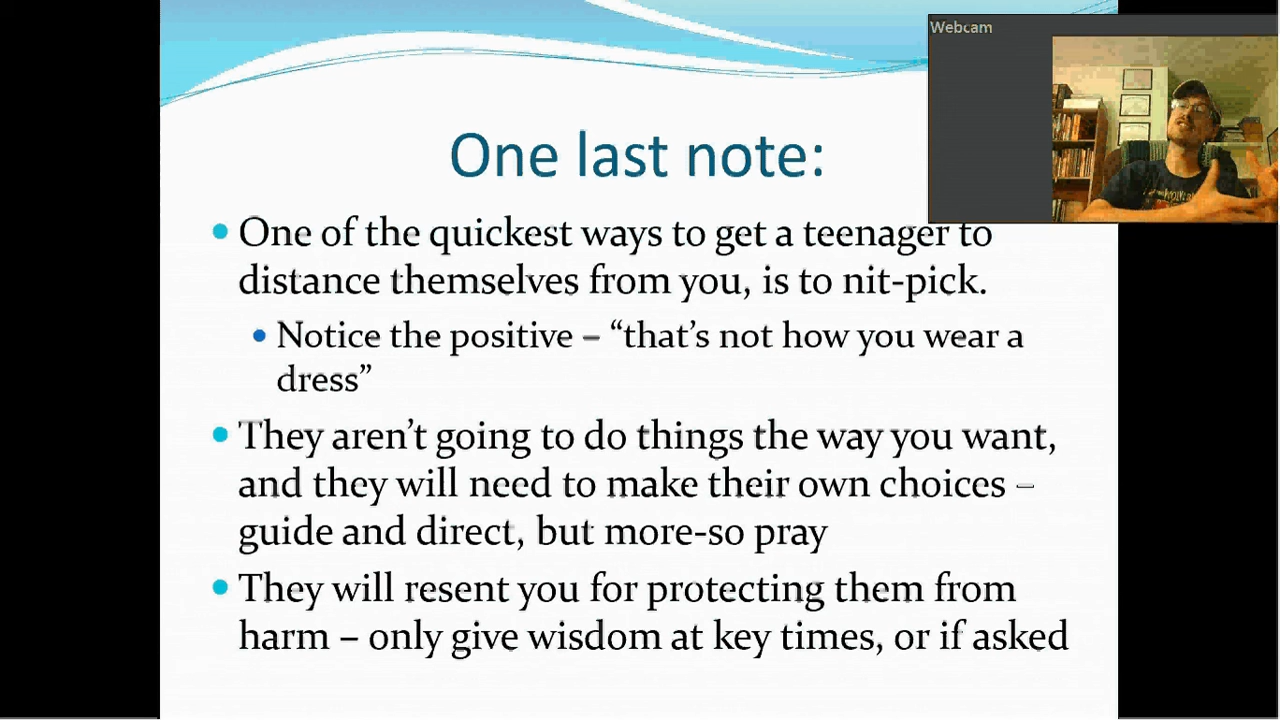 Webcam
One last note:
One of the quickest ways to get a teenager to
distance themselves from you, is to nit-pick.
Notice the positive – “that’s not how you wear a
dress”
They aren’t going to do things the way you want,
and they will need to make their own choices –
guide and direct, but more-so pray
They will resent you for protecting them from
harm – only give wisdom at key times, or if asked